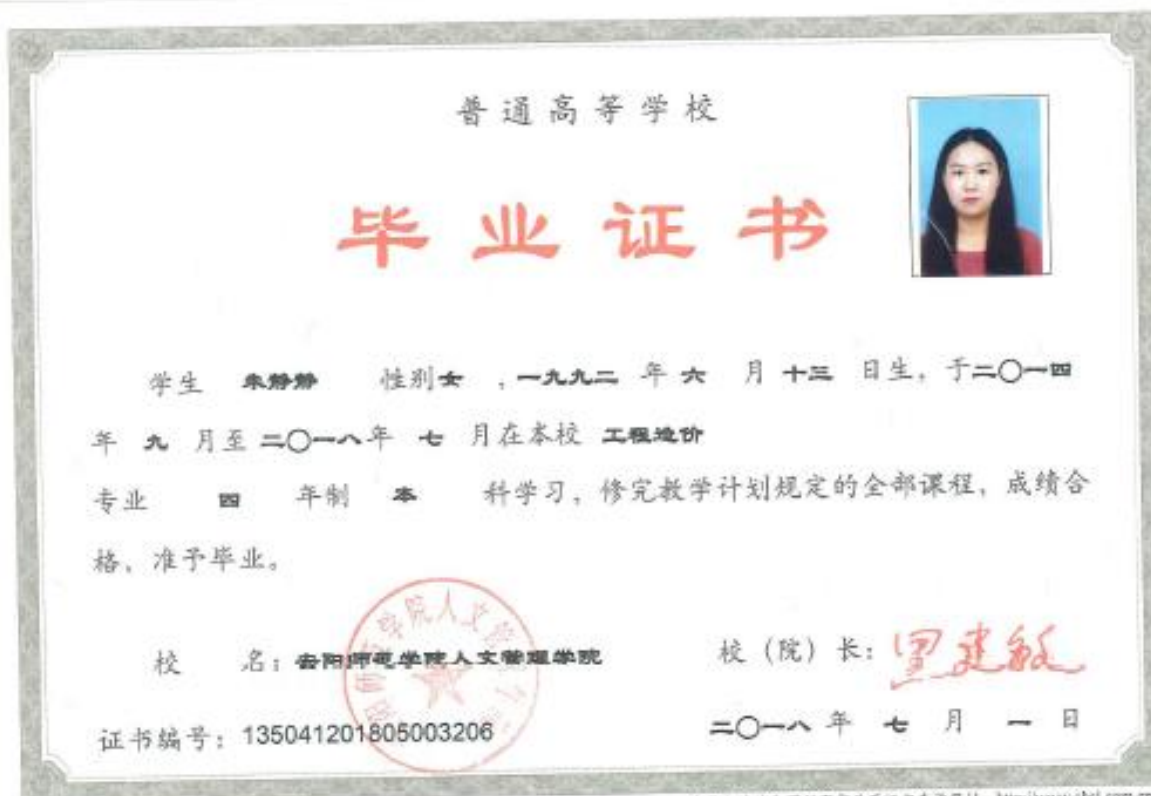 普通高等学校
毕业证书
学生 朱静静 性别女，一九九二 年 六 月 十三 日生，于二〇一四
年 九 月至 二〇一八年 七 月在本校 工程造价
专业 四 年制 本 科学习，修完教学计划规定的全部课程，成绩合
格，准予毕业。
校 名：安阳师范学院人文管理学院
校（院）长：
证书编号：135041201805003206
二〇一八 年 七 月 一 日